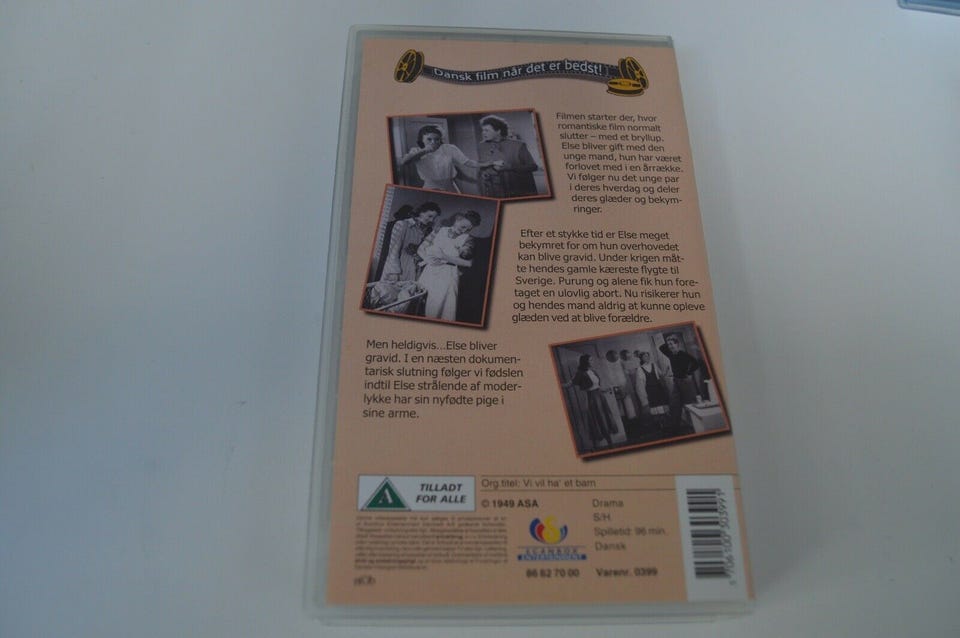 Dansk film når det er bedst!
Filmen starter der, hvor
romantiske film normalt
slutter – med et bryllup.
Else bliver gift med den
unge mand, hun har været
forlovet med i en årrække.
Vi følger nu det unge par
i deres hverdag og deler
deres glæder og bekym-
ringer.
Efter et stykke tid er Else meget
bekymret for om hun overhovedet
kan blive gravid. Under krigen måt-
te hendes gamle kæreste flygte til
Sverige. Purung og alene fik hun fore-
taget en ulovlig abort. Nu risikerer hun
og hendes mand aldrig at kunne opleve
glæden ved at blive forældre.
Men heldigvis...Else bliver
gravid. I en næsten dokumen-
tarisk slutning følger vi fødslen
indtil Else strålende af moder-
lykke har sin nyfødte pige i
sine arme.
A
TILLADT
FOR ALLE
Org.titel: Vi vil ha' et barn
© 1949 ASA
Drama
S/H
Spilletid: 96 min.
Dansk
SCANBOX
ENTERTAINMENT
86 62 70 00
Varenr. 0399
5 706100 303991